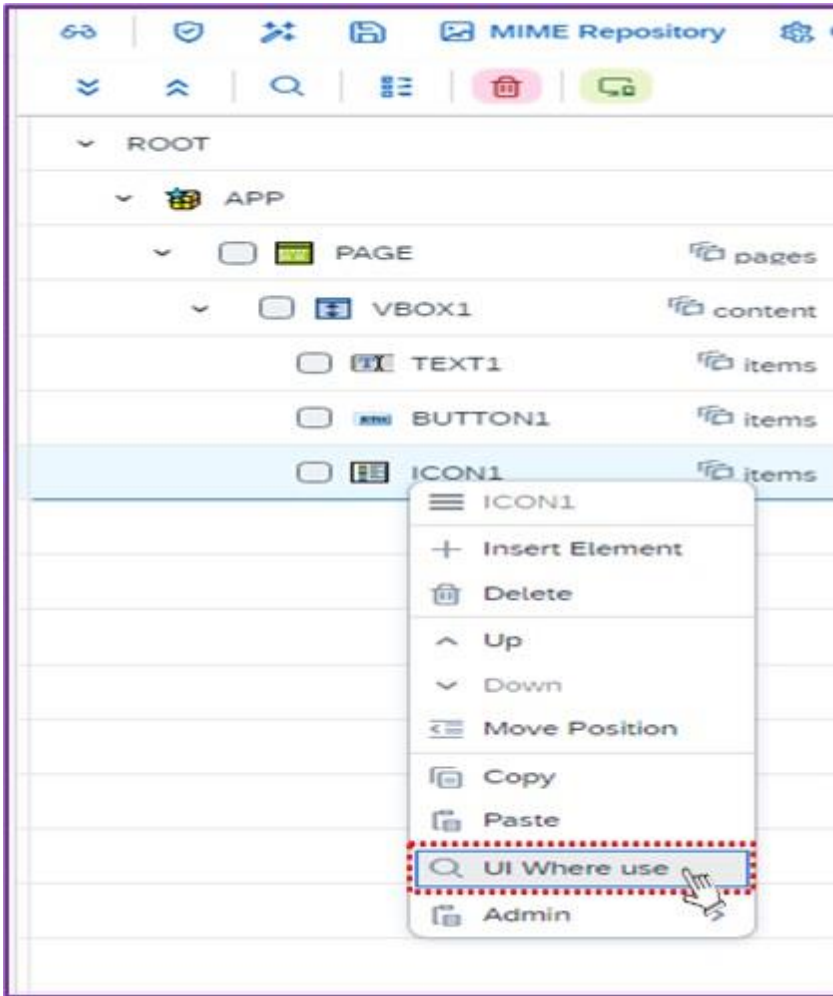 MIME Repository
ROOT
APP
PAGE pages
VBOX1 content
TEXT1 items
BUTTON1 items
ICON1 items
ICON1
Insert Element
Delete
Up
Down
Move Position
Copy
Paste
UI Where use
Admin